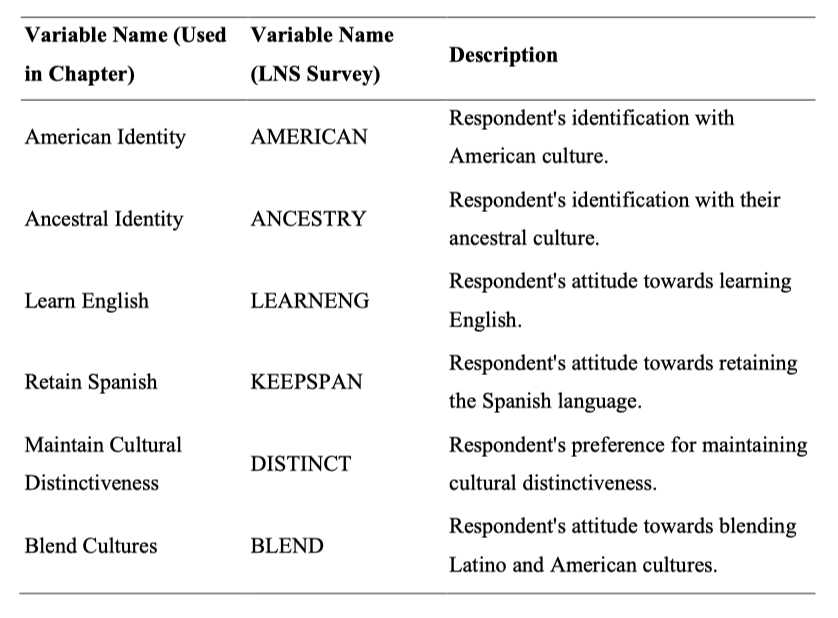 Variable Name (Used in Chapter) Variable Name (LNS Survey) Description
American Identity AMERICAN Respondent's identification with American culture.
Ancestral Identity ANCESTRY Respondent's identification with their ancestral culture.
Learn English LEARNENG Respondent's attitude towards learning English.
Retain Spanish KEEPSPAN Respondent's attitude towards retaining the Spanish language.
Maintain Cultural Distinctiveness DISTINCT Respondent's preference for maintaining cultural distinctiveness.
Blend Cultures BLEND Respondent's attitude towards blending Latino and American cultures.